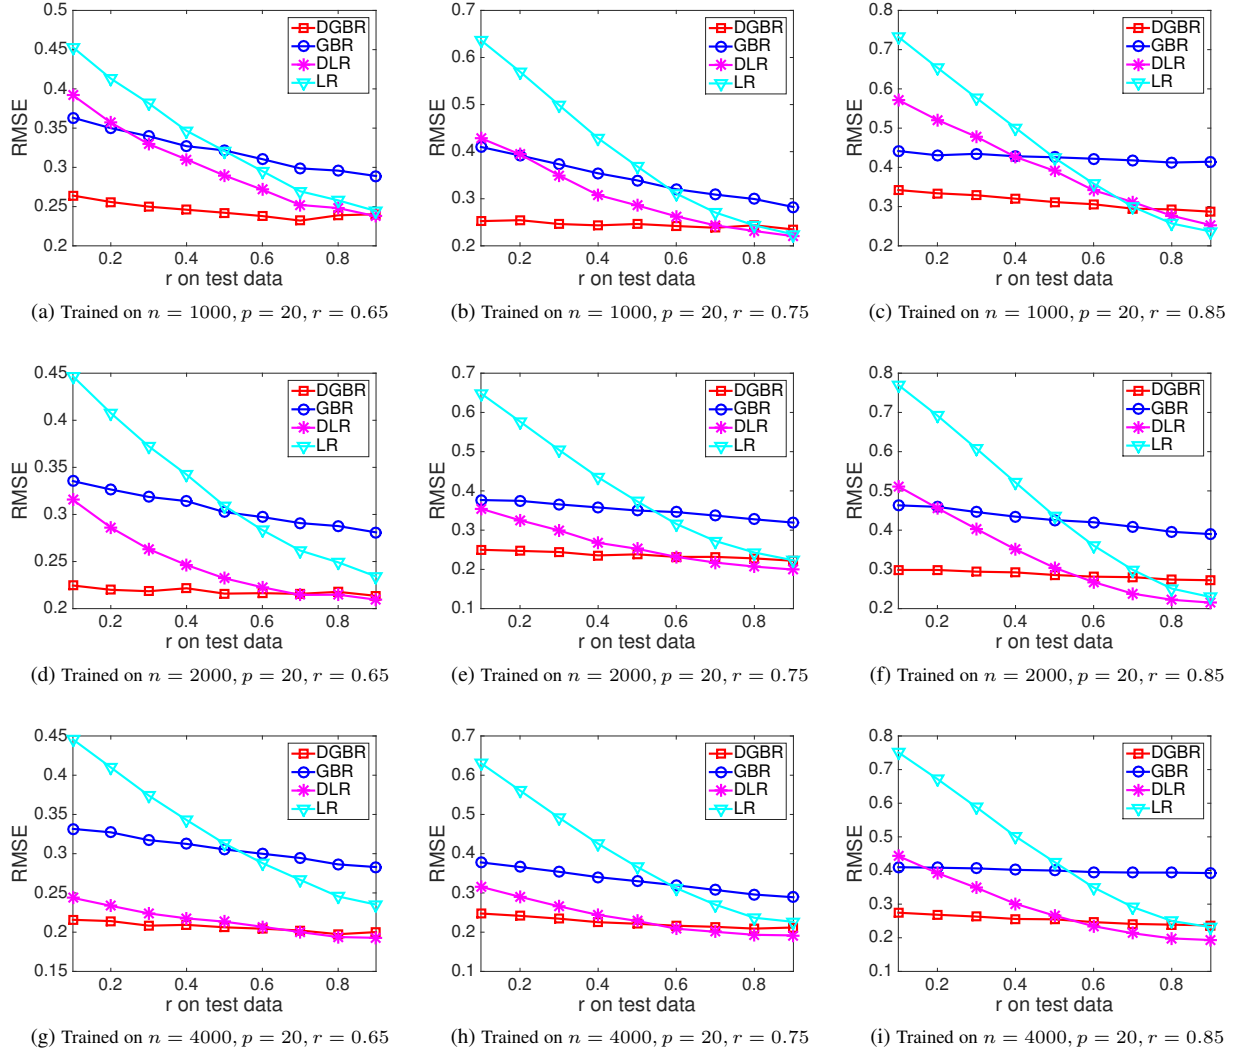 0.5
0.45
0.4
0.35
0.3
0.25
0.2
RMSE
0.2 0.4 0.6 0.8
r on test data
DGBR
GBR
DLR
LR
(a) Trained on n = 1000, p = 20, r = 0.65
0.7
0.6
0.5
0.4
0.3
0.2
RMSE
0.2 0.4 0.6 0.8
r on test data
DGBR
GBR
DLR
LR
(b) Trained on n = 1000, p = 20, r = 0.75
0.8
0.7
0.6
0.5
0.4
0.3
0.2
RMSE
0.2 0.4 0.6 0.8
r on test data
DGBR
GBR
DLR
LR
(c) Trained on n = 1000, p = 20, r = 0.85
0.45
0.4
0.35
0.3
0.25
0.2
RMSE
0.2 0.4 0.6 0.8
r on test data
DGBR
GBR
DLR
LR
(d) Trained on n = 2000, p = 20, r = 0.65
0.7
0.6
0.5
0.4
0.3
0.2
0.1
RMSE
0.2 0.4 0.6 0.8
r on test data
DGBR
GBR
DLR
LR
(e) Trained on n = 2000, p = 20, r = 0.75
0.8
0.7
0.6
0.5
0.4
0.3
0.2
RMSE
0.2 0.4 0.6 0.8
r on test data
DGBR
GBR
DLR
LR
(f) Trained on n = 2000, p = 20, r = 0.85
0.45
0.4
0.35
0.3
0.25
0.2
0.15
RMSE
0.2 0.4 0.6 0.8
r on test data
DGBR
GBR
DLR
LR
(g) Trained on n = 4000, p = 20, r = 0.65
0.7
0.6
0.5
0.4
0.3
0.2
0.1
RMSE
0.2 0.4 0.6 0.8
r on test data
DGBR
GBR
DLR
LR
(h) Trained on n = 4000, p = 20, r = 0.75
0.8
0.7
0.6
0.5
0.4
0.3
0.2
0.1
RMSE
0.2 0.4 0.6 0.8
r on test data
DGBR
GBR
DLR
LR
(i) Trained on n = 4000, p = 20, r = 0.85